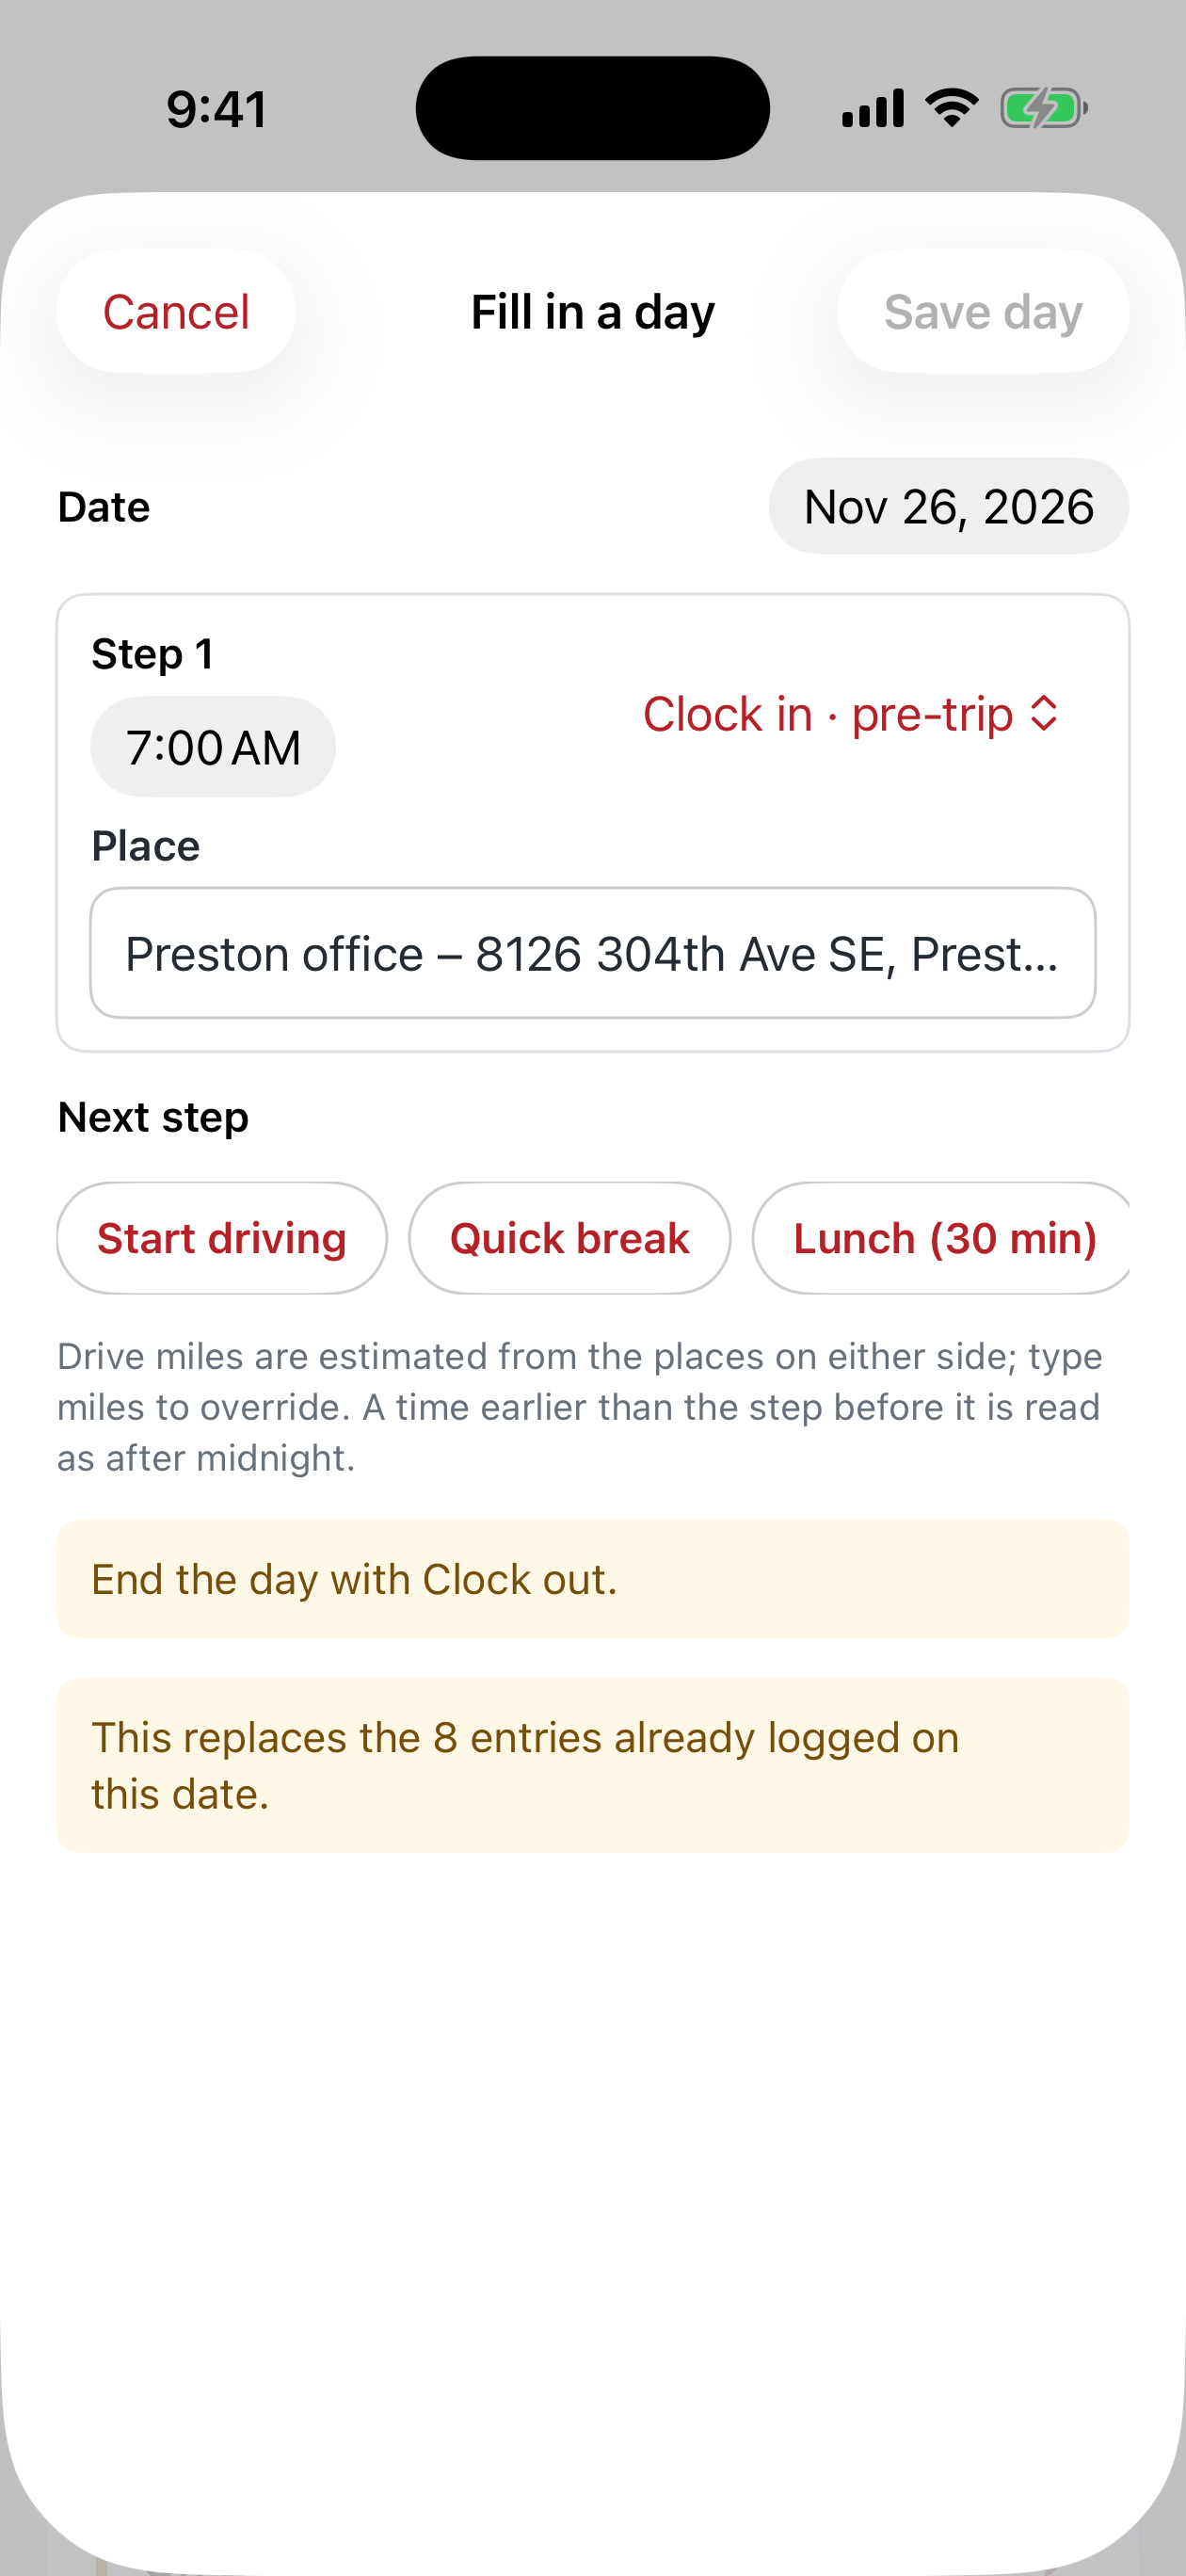 9:41
Cancel
Fill in a day
Save day
Date
Nov 26, 2026
Step 1
7:00 AM
Clock in · pre-trip
Place
Preston office – 8126 304th Ave SE, Prest...
Next step
Start driving
Quick break
Lunch (30 min)
Drive miles are estimated from the places on either side; type
miles to override. A time earlier than the step before it is read
as after midnight.
End the day with Clock out.
This replaces the 8 entries already logged on
this date.